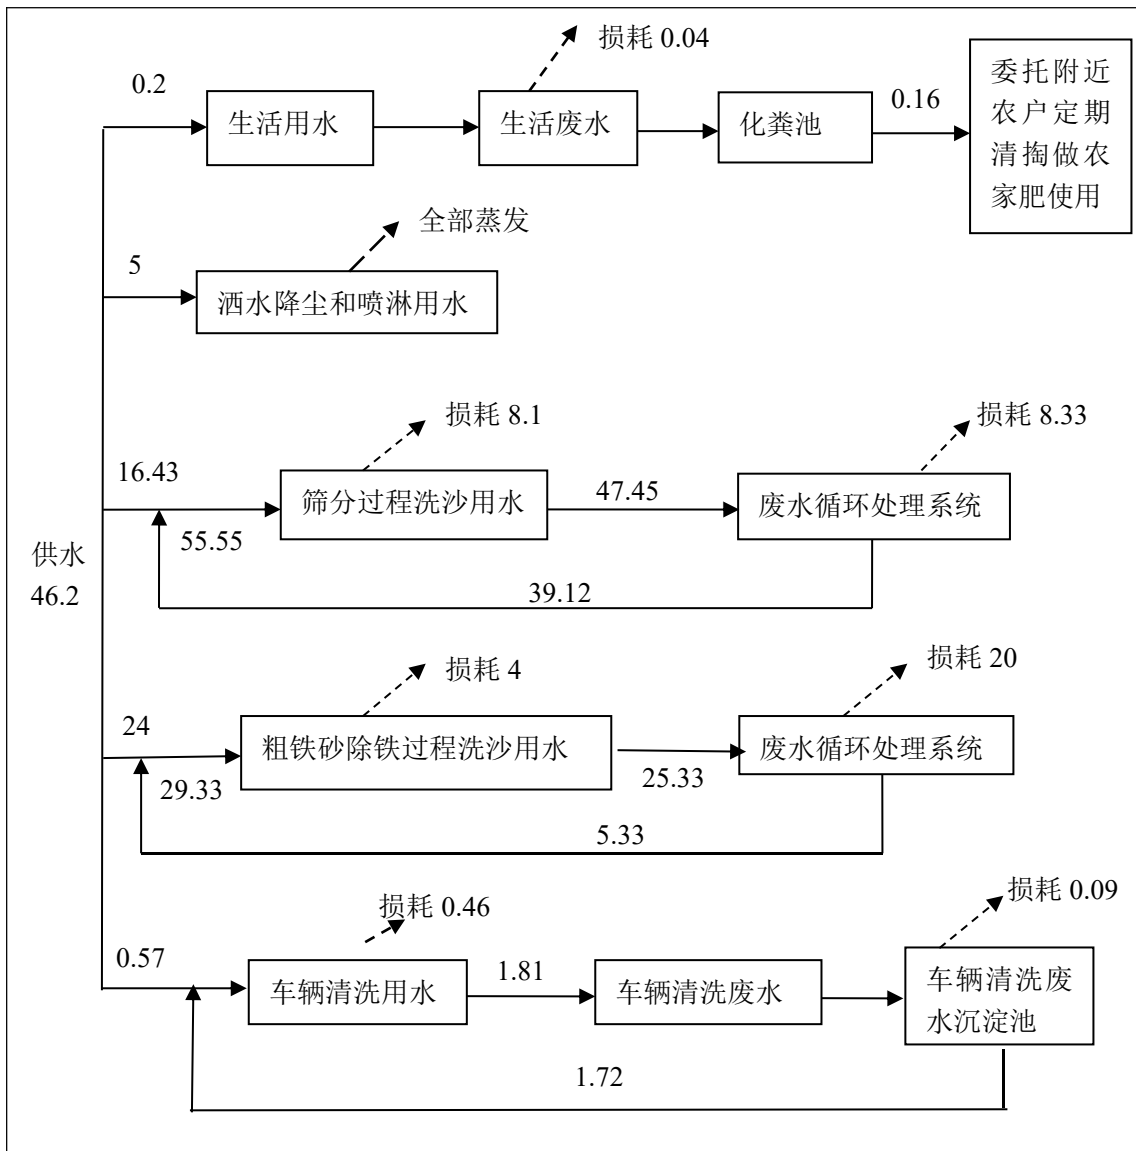 损耗 0.04
0.2
生活用水
生活废水
化粪池
0.16
委托附近
农户定期
清掏做农
家肥使用
全部蒸发
5
洒水降尘和喷淋用水
损耗 8.1
损耗 8.33
16.43
筛分过程洗沙用水
47.45
废水循环处理系统
55.55
39.12
供水
46.2
损耗 4
损耗 20
24
粗铁砂除铁过程洗沙用水
废水循环处理系统
29.33
25.33
5.33
损耗 0.46
损耗 0.09
0.57
车辆清洗用水
1.81
车辆清洗废水
车辆清洗废
水沉淀池
1.72